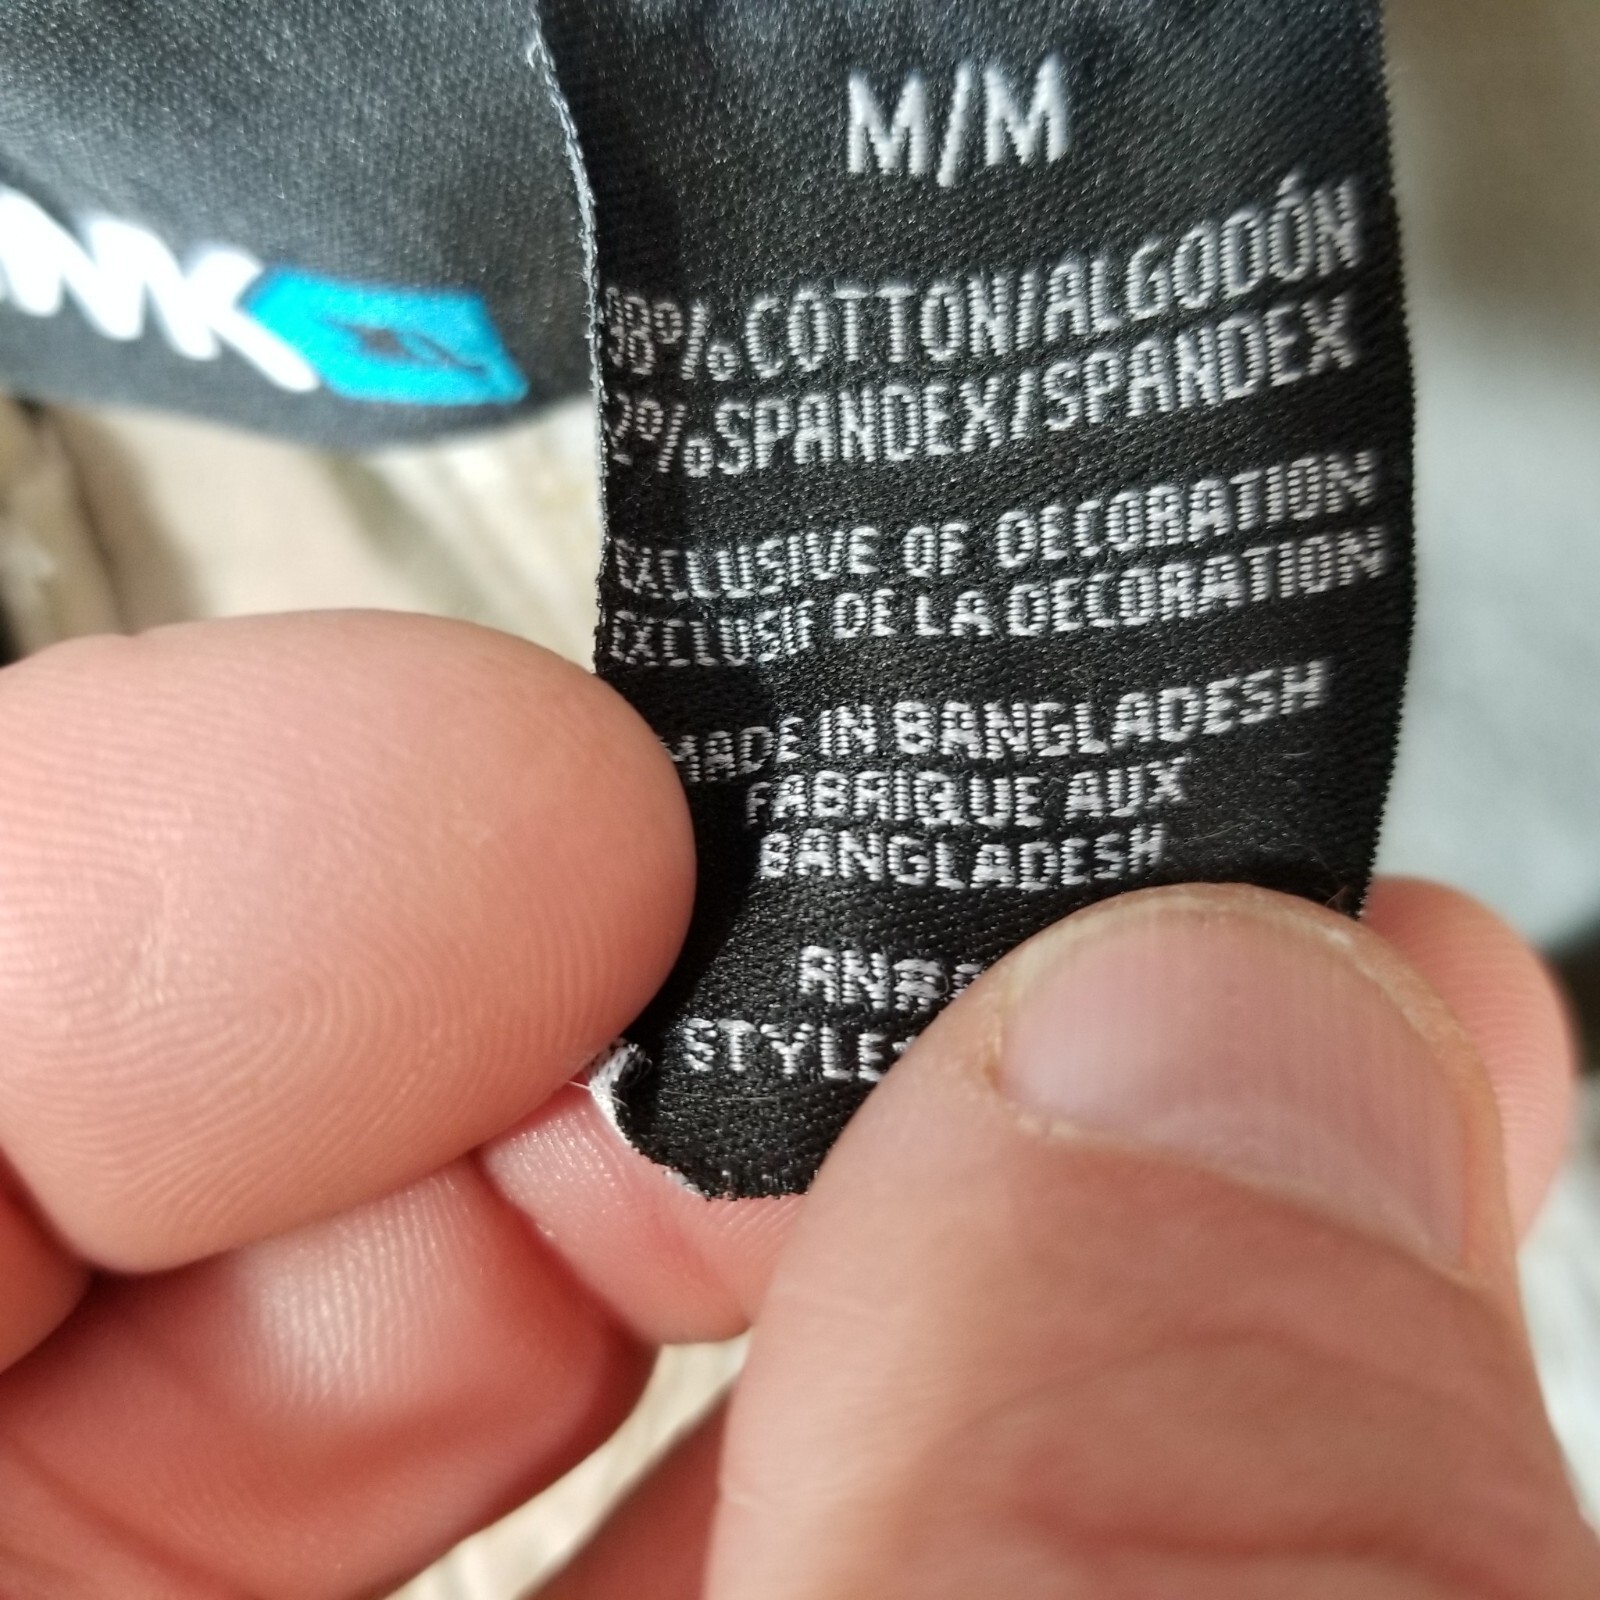 M/M
98% COTTON/ALGODÓN
2% SPANDEX/SPANDEX
EXCLUSIVE OF DECORATION
EXCLUSIF DE LA DECORATION
MADE IN BANGLADESH
FABRIQUE AUX
BANGLADESH
STYLE